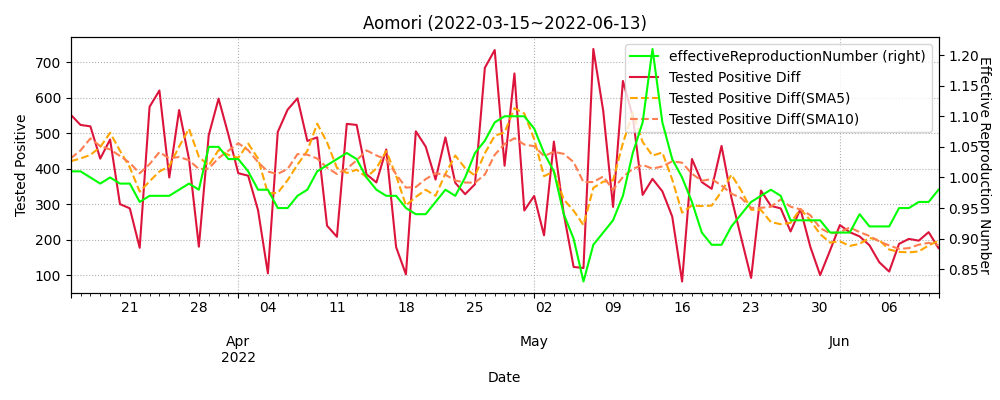 Aomori (2022-03-15~2022-06-13)
effectiveReproductionNumber (right)
Tested Positive Diff
Tested Positive Diff(SMA5)
Tested Positive Diff(SMA10)
Tested Positive
700
600
500
400
300
200
100
1.20
1.15
1.10
1.05
1.00
0.95
0.90
0.85
Effective Reproduction Number
21
28
04
11
18
25
02
09
16
23
30
06
Apr
2022
May
Jun
Date